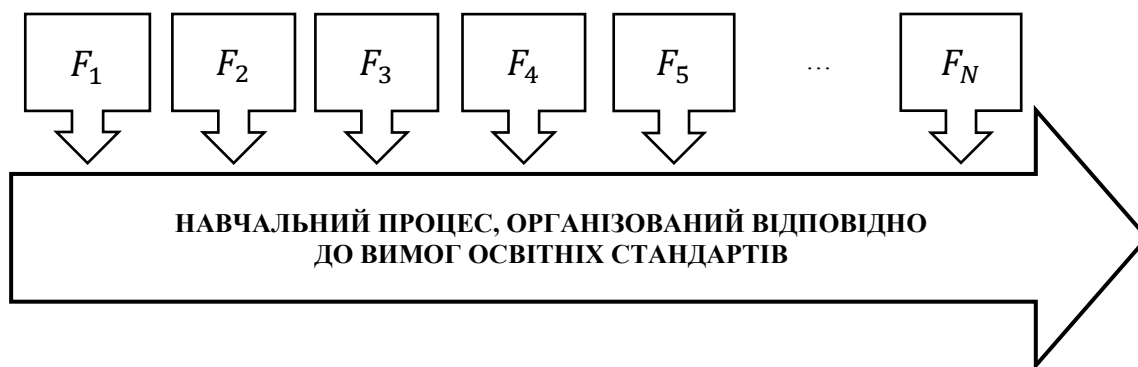 F₁ F₂ F₃ F₄ F₅ … F_N
НАВЧАЛЬНИЙ ПРОЦЕС, ОРГАНІЗОВАНИЙ ВІДПОВІДНО
ДО ВИМОГ ОСВІТНІХ СТАНДАРТІВ